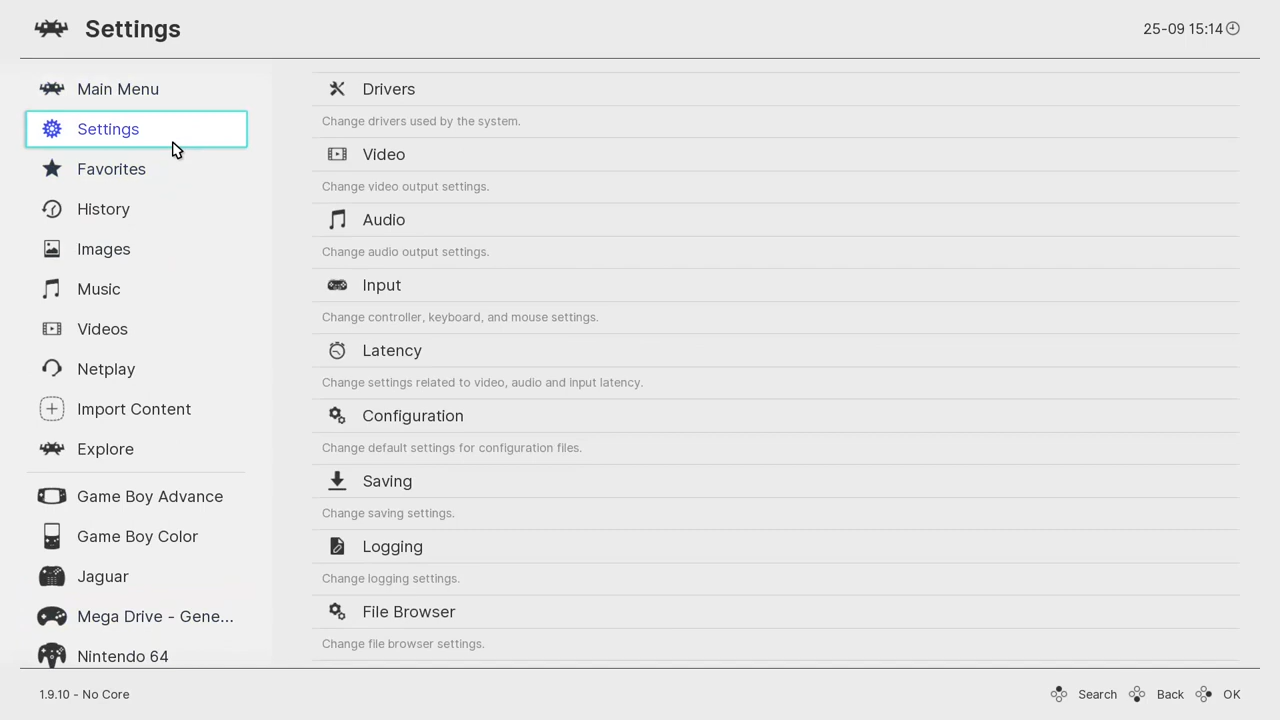 Settings
25-09 15:14
Main Menu
Settings
Favorites
History
Images
Music
Videos
Netplay
Import Content
Explore
Game Boy Advance
Game Boy Color
Jaguar
Mega Drive - Gene...
Nintendo 64
Drivers
Change drivers used by the system.
Video
Change video output settings.
Audio
Change audio output settings.
Input
Change controller, keyboard, and mouse settings.
Latency
Change settings related to video, audio and input latency.
Configuration
Change default settings for configuration files.
Saving
Change saving settings.
Logging
Change logging settings.
File Browser
Change file browser settings.
1.9.10 - No Core
Search Back OK